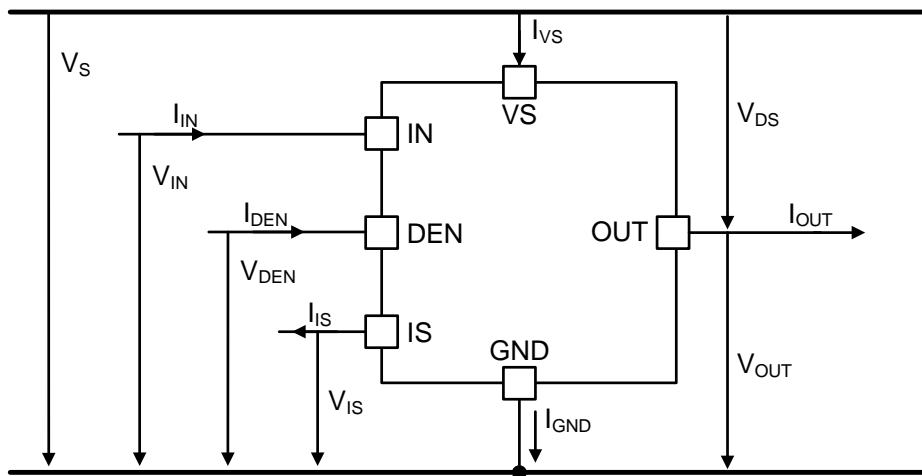 I_VS
V_S
VS
V_DS
I_IN
IN
V_IN
I_DEN
DEN
OUT
I_OUT
V_DEN
I_IS
IS
GND
V_IS
V_OUT
I_GND